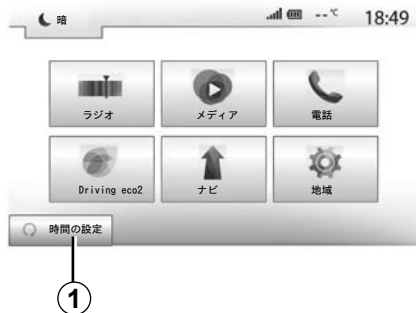 暗
--℃ 18:49
ラジオ メディア 電話
Driving eco2 ナビ 地域
時間の設定
1